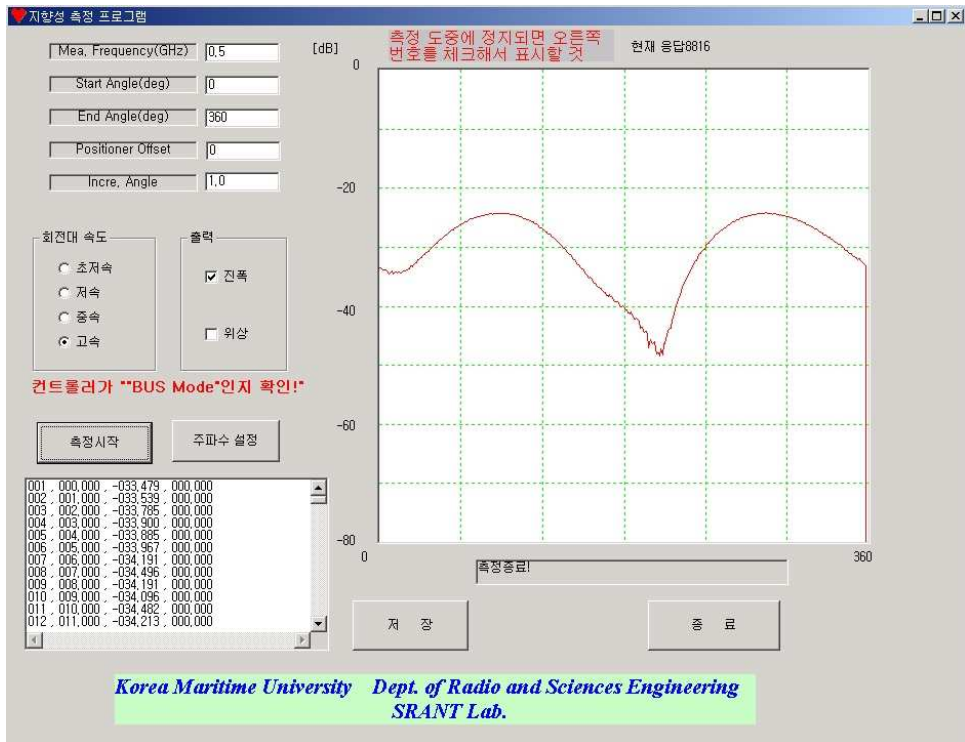 지향성 측정 프로그램
Mea, Frequency(GHz) 0,5
Start Angle(deg) 0
End Angle(deg) 360
Positioner Offset 0
Incre, Angle 1,0
[dB]
측정 도중에 정지되면 오른쪽
번호를 체크해서 표시할 것
현재 응답8816
0
-20
-40
-60
-80
0
360
회전대 속도
초저속
저속
중속
고속
출력
진폭
위상
컨트롤러가 ""BUS Mode"인지 확인!"
측정시작
주파수 설정
001 , 000,000 , -033,479 , 000,000
002 , 001,000 , -033,539 , 000,000
003 , 002,000 , -033,785 , 000,000
004 , 003,000 , -033,900 , 000,000
005 , 004,000 , -033,885 , 000,000
006 , 005,000 , -033,967 , 000,000
007 , 006,000 , -034,191 , 000,000
008 , 007,000 , -034,496 , 000,000
009 , 008,000 , -034,191 , 000,000
010 , 009,000 , -034,096 , 000,000
011 , 010,000 , -034,482 , 000,000
012 , 011,000 , -034,213 , 000,000
측정종료!
저 장
종 료
Korea Maritime University Dept. of Radio and Sciences Engineering
SRANT Lab.